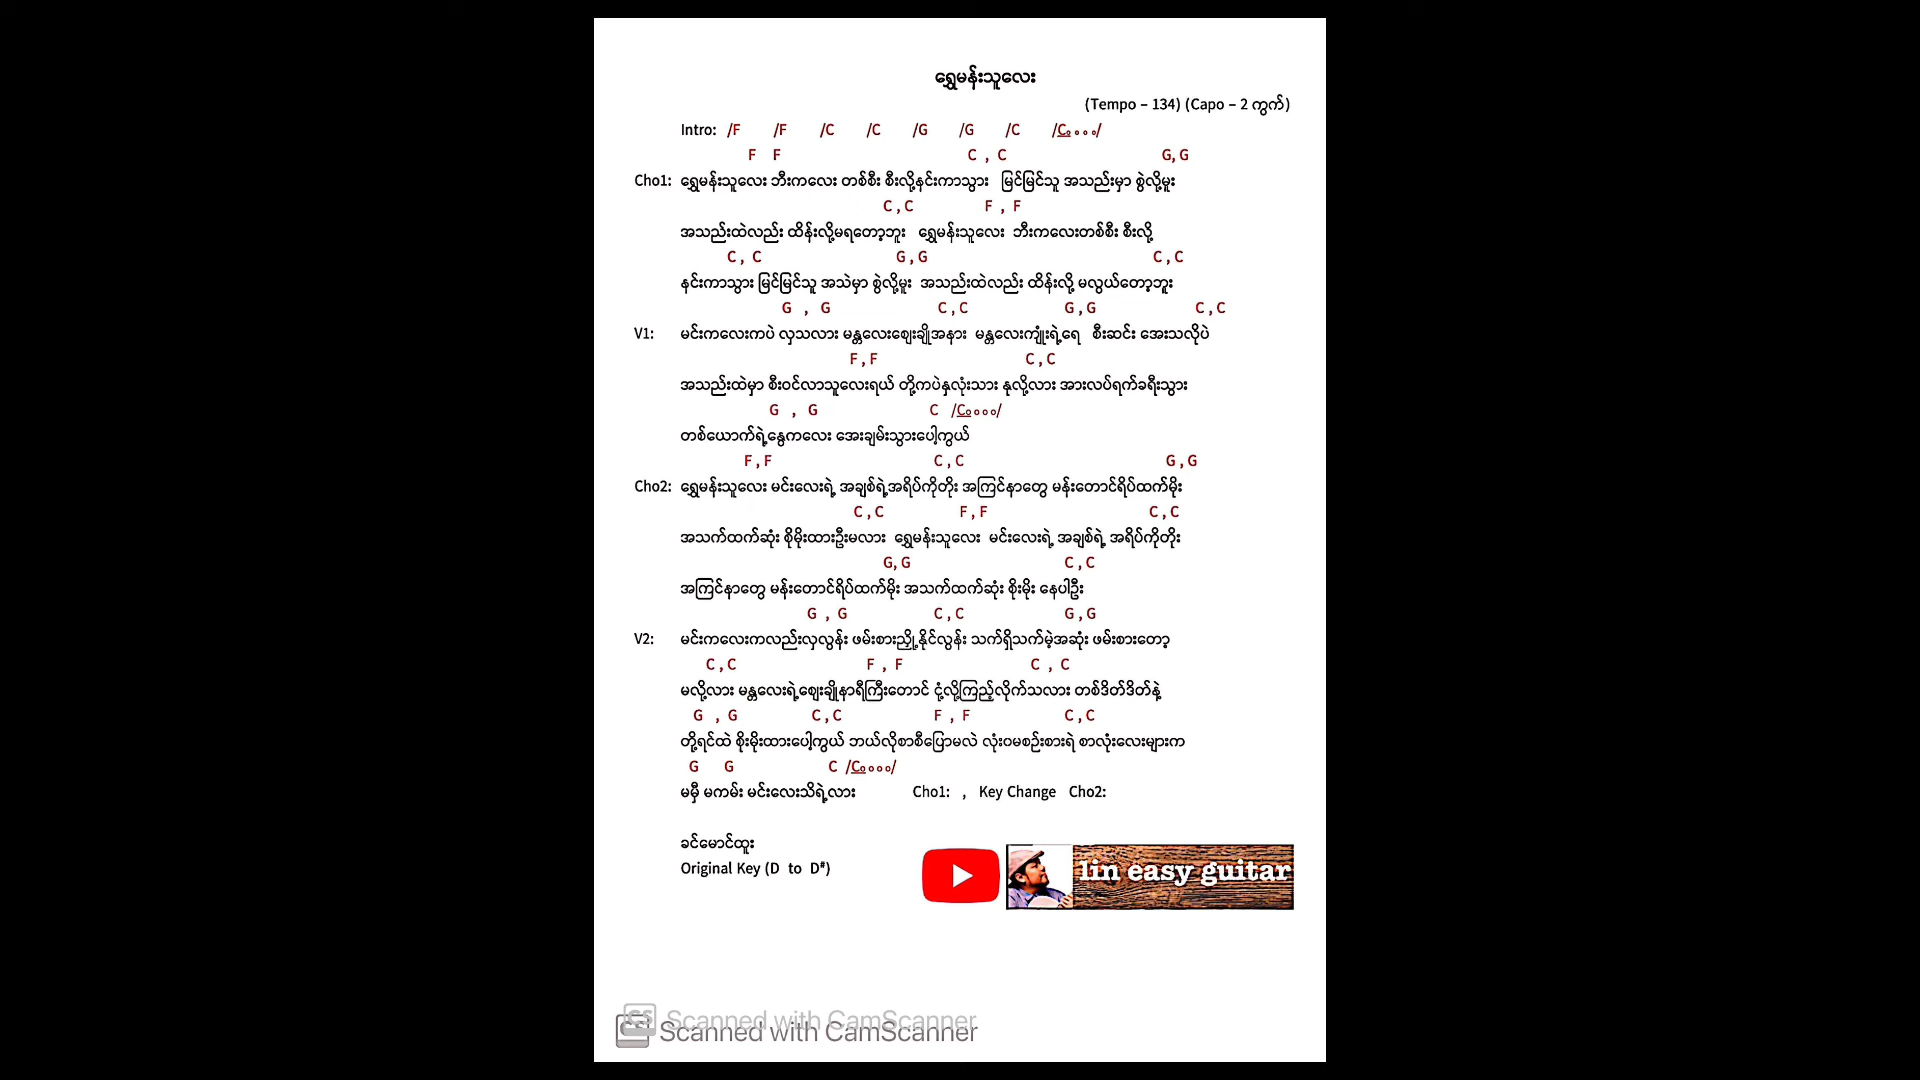 ရွှေမန်းသူလေး
(Tempo – 134) (Capo – 2 ကွက်)
Intro: /F /F /C /C /G /G /C /C₀ ₀ ₀ ₀/
F F C , C G, G
Cho1: ရွှေမန်းသူလေး ဘီးကလေး တစ်စီး စီးလို့နင်းကာသွား မြင်မြင်သူ အသည်းမှာ စွဲလို့မူး
C , C F , F
အသည်းထဲလည်း ထိန်းလို့မရတော့ဘူး ရွှေမန်းသူလေး ဘီးကလေးတစ်စီး စီးလို့
C , C G , G C , C
နင်းကာသွား မြင်မြင်သူ အသဲမှာ စွဲလို့မူး အသည်းထဲလည်း ထိန်းလို့ မလွယ်တော့ဘူး
G , G C , C G , G C , C
V1: မင်းကလေးကပဲ လှသလား မန္တလေးဈေးချိုအနား မန္တလေးကျုံးရဲ့ရေ စီးဆင်း အေးသလိုပဲ
F , F C , C
အသည်းထဲမှာ စီးဝင်လာသူလေးရယ် တို့ကပဲနှလုံးသား နုလို့လား အားလပ်ရက်ခရီးသွား
G , G C /C₀ ₀ ₀ ₀/
တစ်ယောက်ရဲ့နွေကလေး အေးချမ်းသွားပေါ့ကွယ်
F , F C , C G , G
Cho2: ရွှေမန်းသူလေး မင်းလေးရဲ့ အချစ်ရဲ့အရိပ်ကိုတိုး အကြင်နာတွေ မန်းတောင်ရိပ်ထက်မိုး
C , C F , F C , C
အသက်ထက်ဆုံး စိုမိုးထားဦးမလား ရွှေမန်းသူလေး မင်းလေးရဲ့ အချစ်ရဲ့ အရိပ်ကိုတိုး
G, G C , C
အကြင်နာတွေ မန်းတောင်ရိပ်ထက်မိုး အသက်ထက်ဆုံး စိုးမိုး နေပါဦး
G , G C , C G , G
V2: မင်းကလေးကလည်းလှလွန်း ဖမ်းစားညှို့နိုင်လွန်း သက်ရှိသက်မဲ့အဆုံး ဖမ်းစားတော့
C , C F , F C , C
မလို့လား မန္တလေးရဲ့ဈေးချိုနာရီကြီးတောင် ငုံ့လို့ကြည့်လိုက်သလား တစ်ဒိတ်ဒိတ်နဲ့
G , G C , C F , F C , C
တို့ရင်ထဲ စိုးမိုးထားပေါ့ကွယ် ဘယ်လိုစာစီပြောမလဲ လုံးဝမစဉ်းစားရဲ စာလုံးလေးများက
G G C /C₀ ₀ ₀ ₀/
မမှီ မကမ်း မင်းလေးသိရဲ့လား Cho1: , Key Change Cho2:
ခင်မောင်ထူး
Original Key (D to D#)
lin easy guitar
CS Scanned with CamScanner
CS Scanned with CamScanner